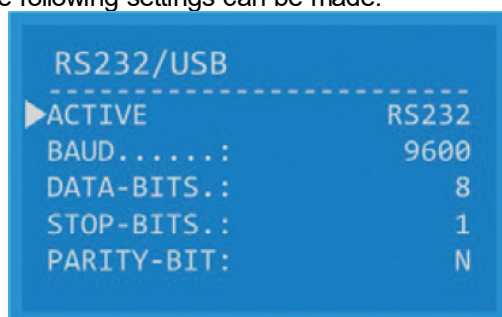 following settings can be made:
RS232/USB
ACTIVE RS232
BAUD......: 9600
DATA-BITS.: 8
STOP-BITS.: 1
PARITY-BIT: N